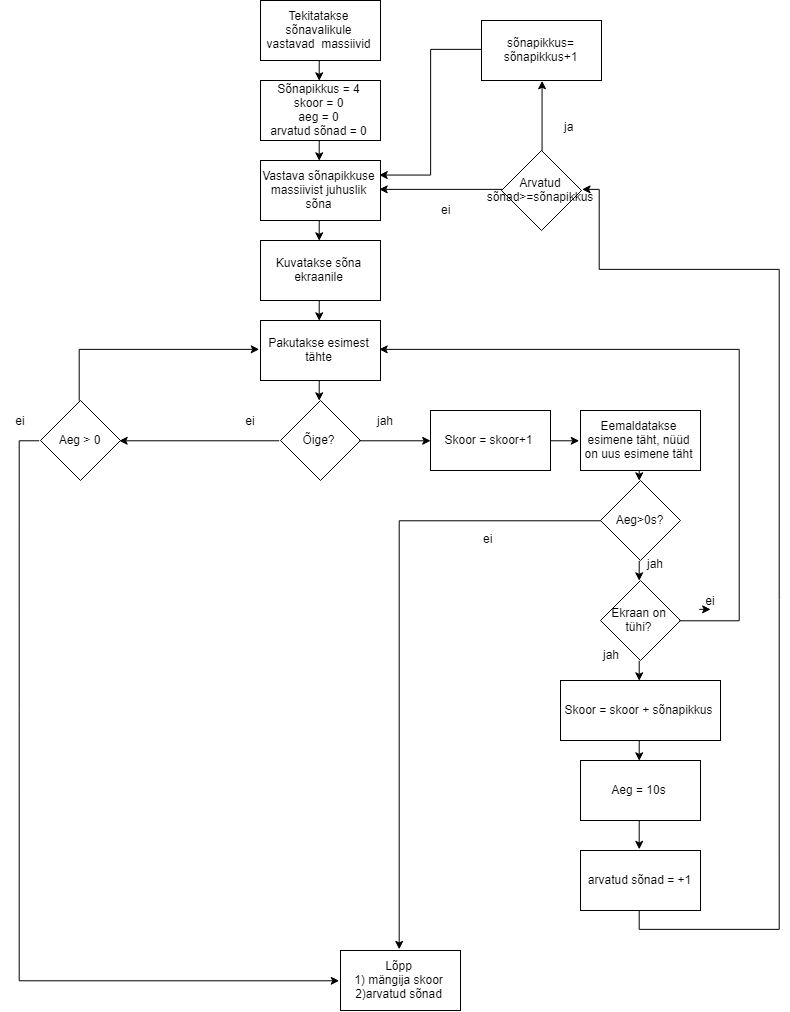 Tekitatakse
sõnavalikule
vastavad massiivid
sõnapikkus=
sõnapikkus+1
Sõnapikkus = 4
skoor = 0
aeg = 0
arvatud sõnad = 0
ja
Vastava sõnapikkuse
massiivist juhuslik
sõna
Arvatud
sõnad>=sõnapikkus
ei
Kuvatakse sõna
ekraanile
Pakutakse esimest
tähte
ei
Aeg > 0
ei
Õige?
jah
Skoor = skoor+1
Eemaldatakse
esimene täht, nüüd
on uus esimene täht
Aeg>0s?
ei
jah
Ekraan on
tühi?
ei
jah
Skoor = skoor + sõnapikkus
Aeg = 10s
arvatud sõnad = +1
Lõpp
1) mängija skoor
2)arvatud sõnad